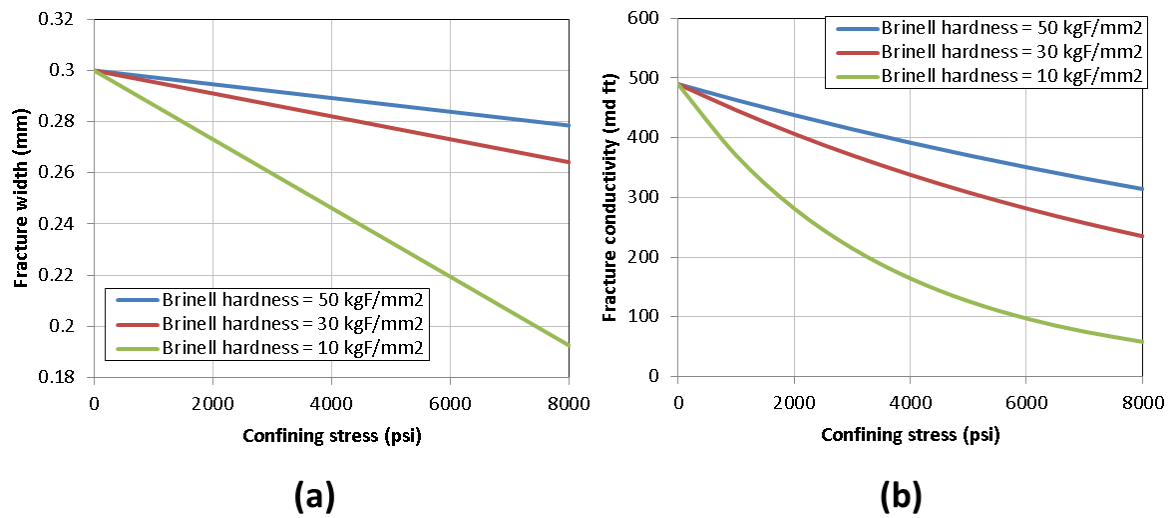 0.32
0.3
0.28
0.26
0.24
0.22
0.2
0.18
Fracture width (mm)
Brinell hardness = 50 kgF/mm2
Brinell hardness = 30 kgF/mm2
Brinell hardness = 10 kgF/mm2
0 2000 4000 6000 8000
Confining stress (psi)
(a)
600
500
400
300
200
100
0
Fracture conductivity (md ft)
Brinell hardness = 50 kgF/mm2
Brinell hardness = 30 kgF/mm2
Brinell hardness = 10 kgF/mm2
0 2000 4000 6000 8000
Confining stress (psi)
(b)